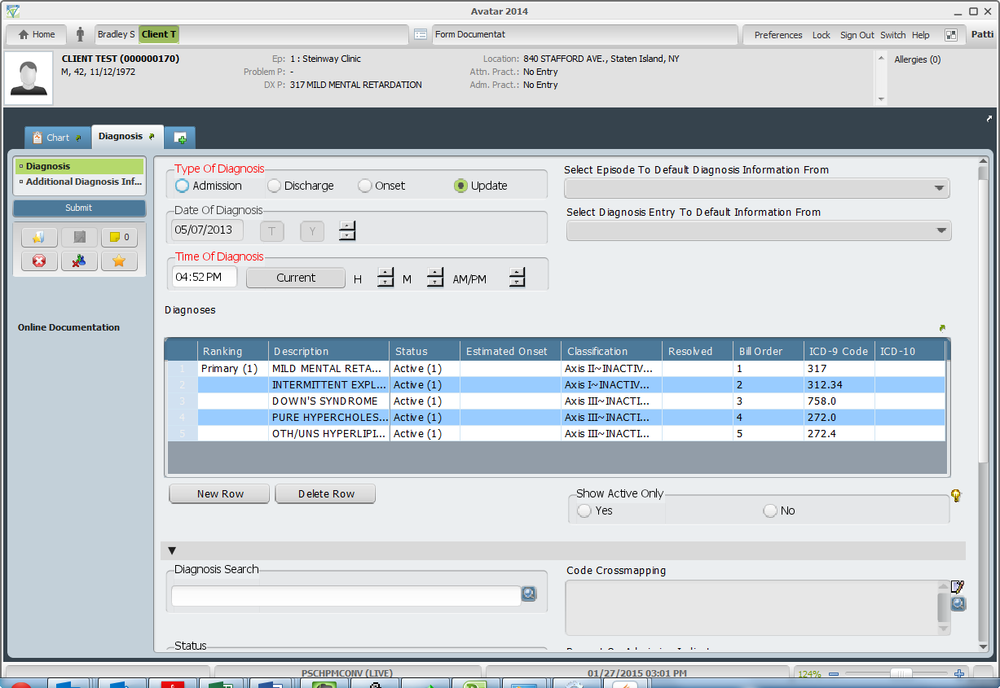 Avatar 2014
Home
Bradley S
Client T
Form Documentat
Preferences Lock Sign Out Switch Help
Patti
CLIENT TEST (000000170)
M, 42, 11/12/1972
Ep: 1 : Steinway Clinic
Problem P: -
DX P: 317 MILD MENTAL RETARDATION
Location: 840 STAFFORD AVE., Staten Island, NY
Attn. Pract.: No Entry
Adm. Pract.: No Entry
Allergies (0)
Chart
Diagnosis
Diagnosis
Additional Diagnosis Inf...
Submit
0
Online Documentation
Type Of Diagnosis
Admission Discharge Onset Update
Date Of Diagnosis
05/07/2013 T Y
Time Of Diagnosis
04:52 PM Current H M AM/PM
Select Episode To Default Diagnosis Information From
Select Diagnosis Entry To Default Information From
Diagnoses
Ranking Description Status Estimated Onset Classification Resolved Bill Order ICD-9 Code ICD-10
1 Primary (1) MILD MENTAL RETA... Active (1) Axis II~INACTIV... 1 317
2 INTERMITTENT EXPL... Active (1) Axis I~INACTIV... 2 312.34
3 DOWN'S SYNDROME Active (1) Axis III~INACTI... 3 758.0
4 PURE HYPERCHOLES... Active (1) Axis III~INACTI... 4 272.0
5 OTH/UNS HYPERLIPI... Active (1) Axis III~INACTI... 5 272.4
New Row Delete Row
Show Active Only
Yes No
Diagnosis Search
Code Crossmapping
Status
PSCHPMCONV (LIVE)
01/27/2015 03:01 PM
124%